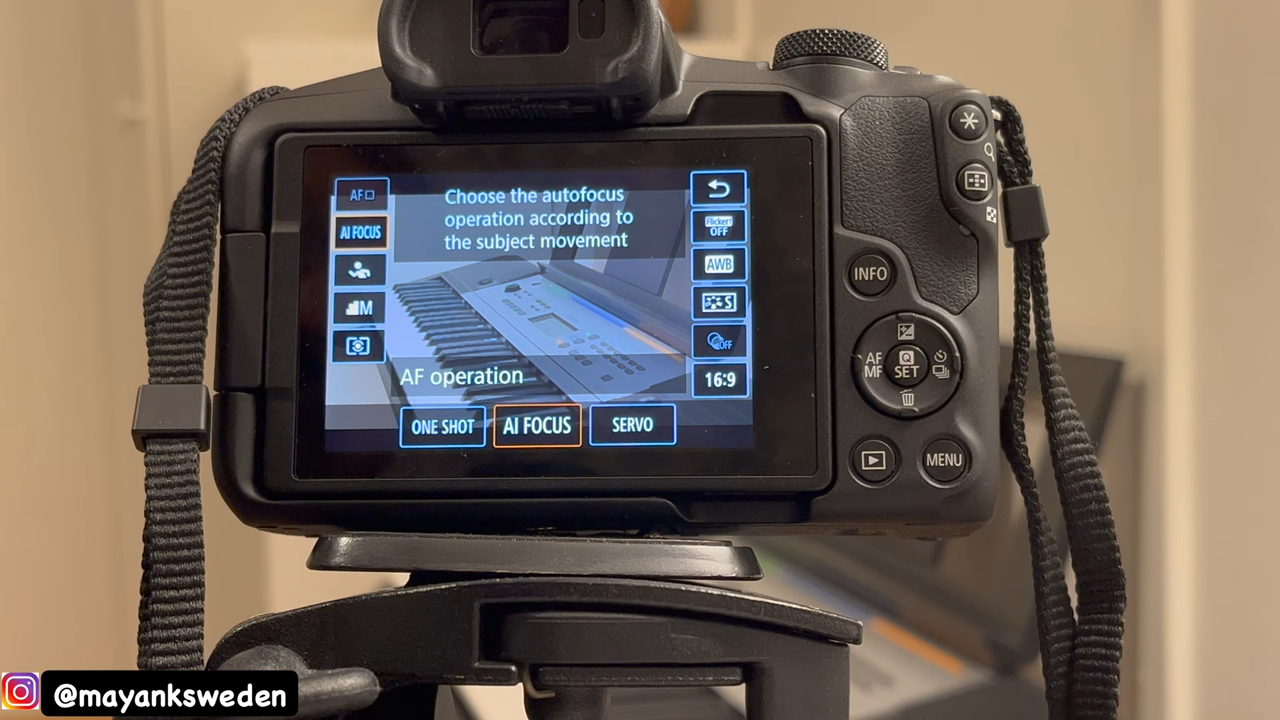 AF
AI FOCUS
M
Choose the autofocus
operation according to
the subject movement
AF operation
ONE SHOT
AI FOCUS
SERVO
Flicker!
OFF
AWB
S
OFF
16:9
INFO
AF
MF
Q
SET
MENU
@mayanksweden